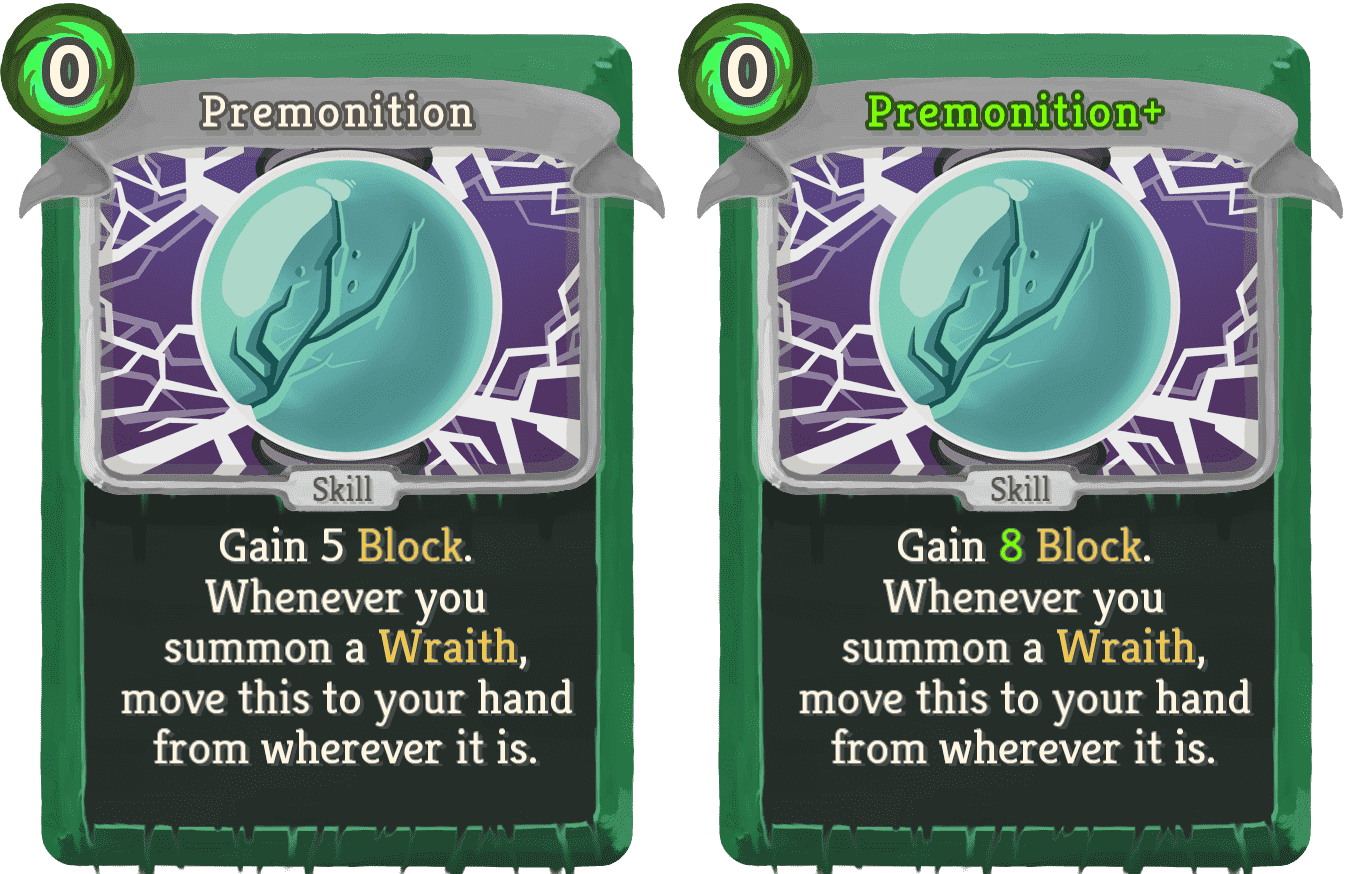 0
Premonition
Skill
Gain 5 Block.
Whenever you
summon a Wraith,
move this to your hand
from wherever it is.
0
Premonition+
Skill
Gain 8 Block.
Whenever you
summon a Wraith,
move this to your hand
from wherever it is.